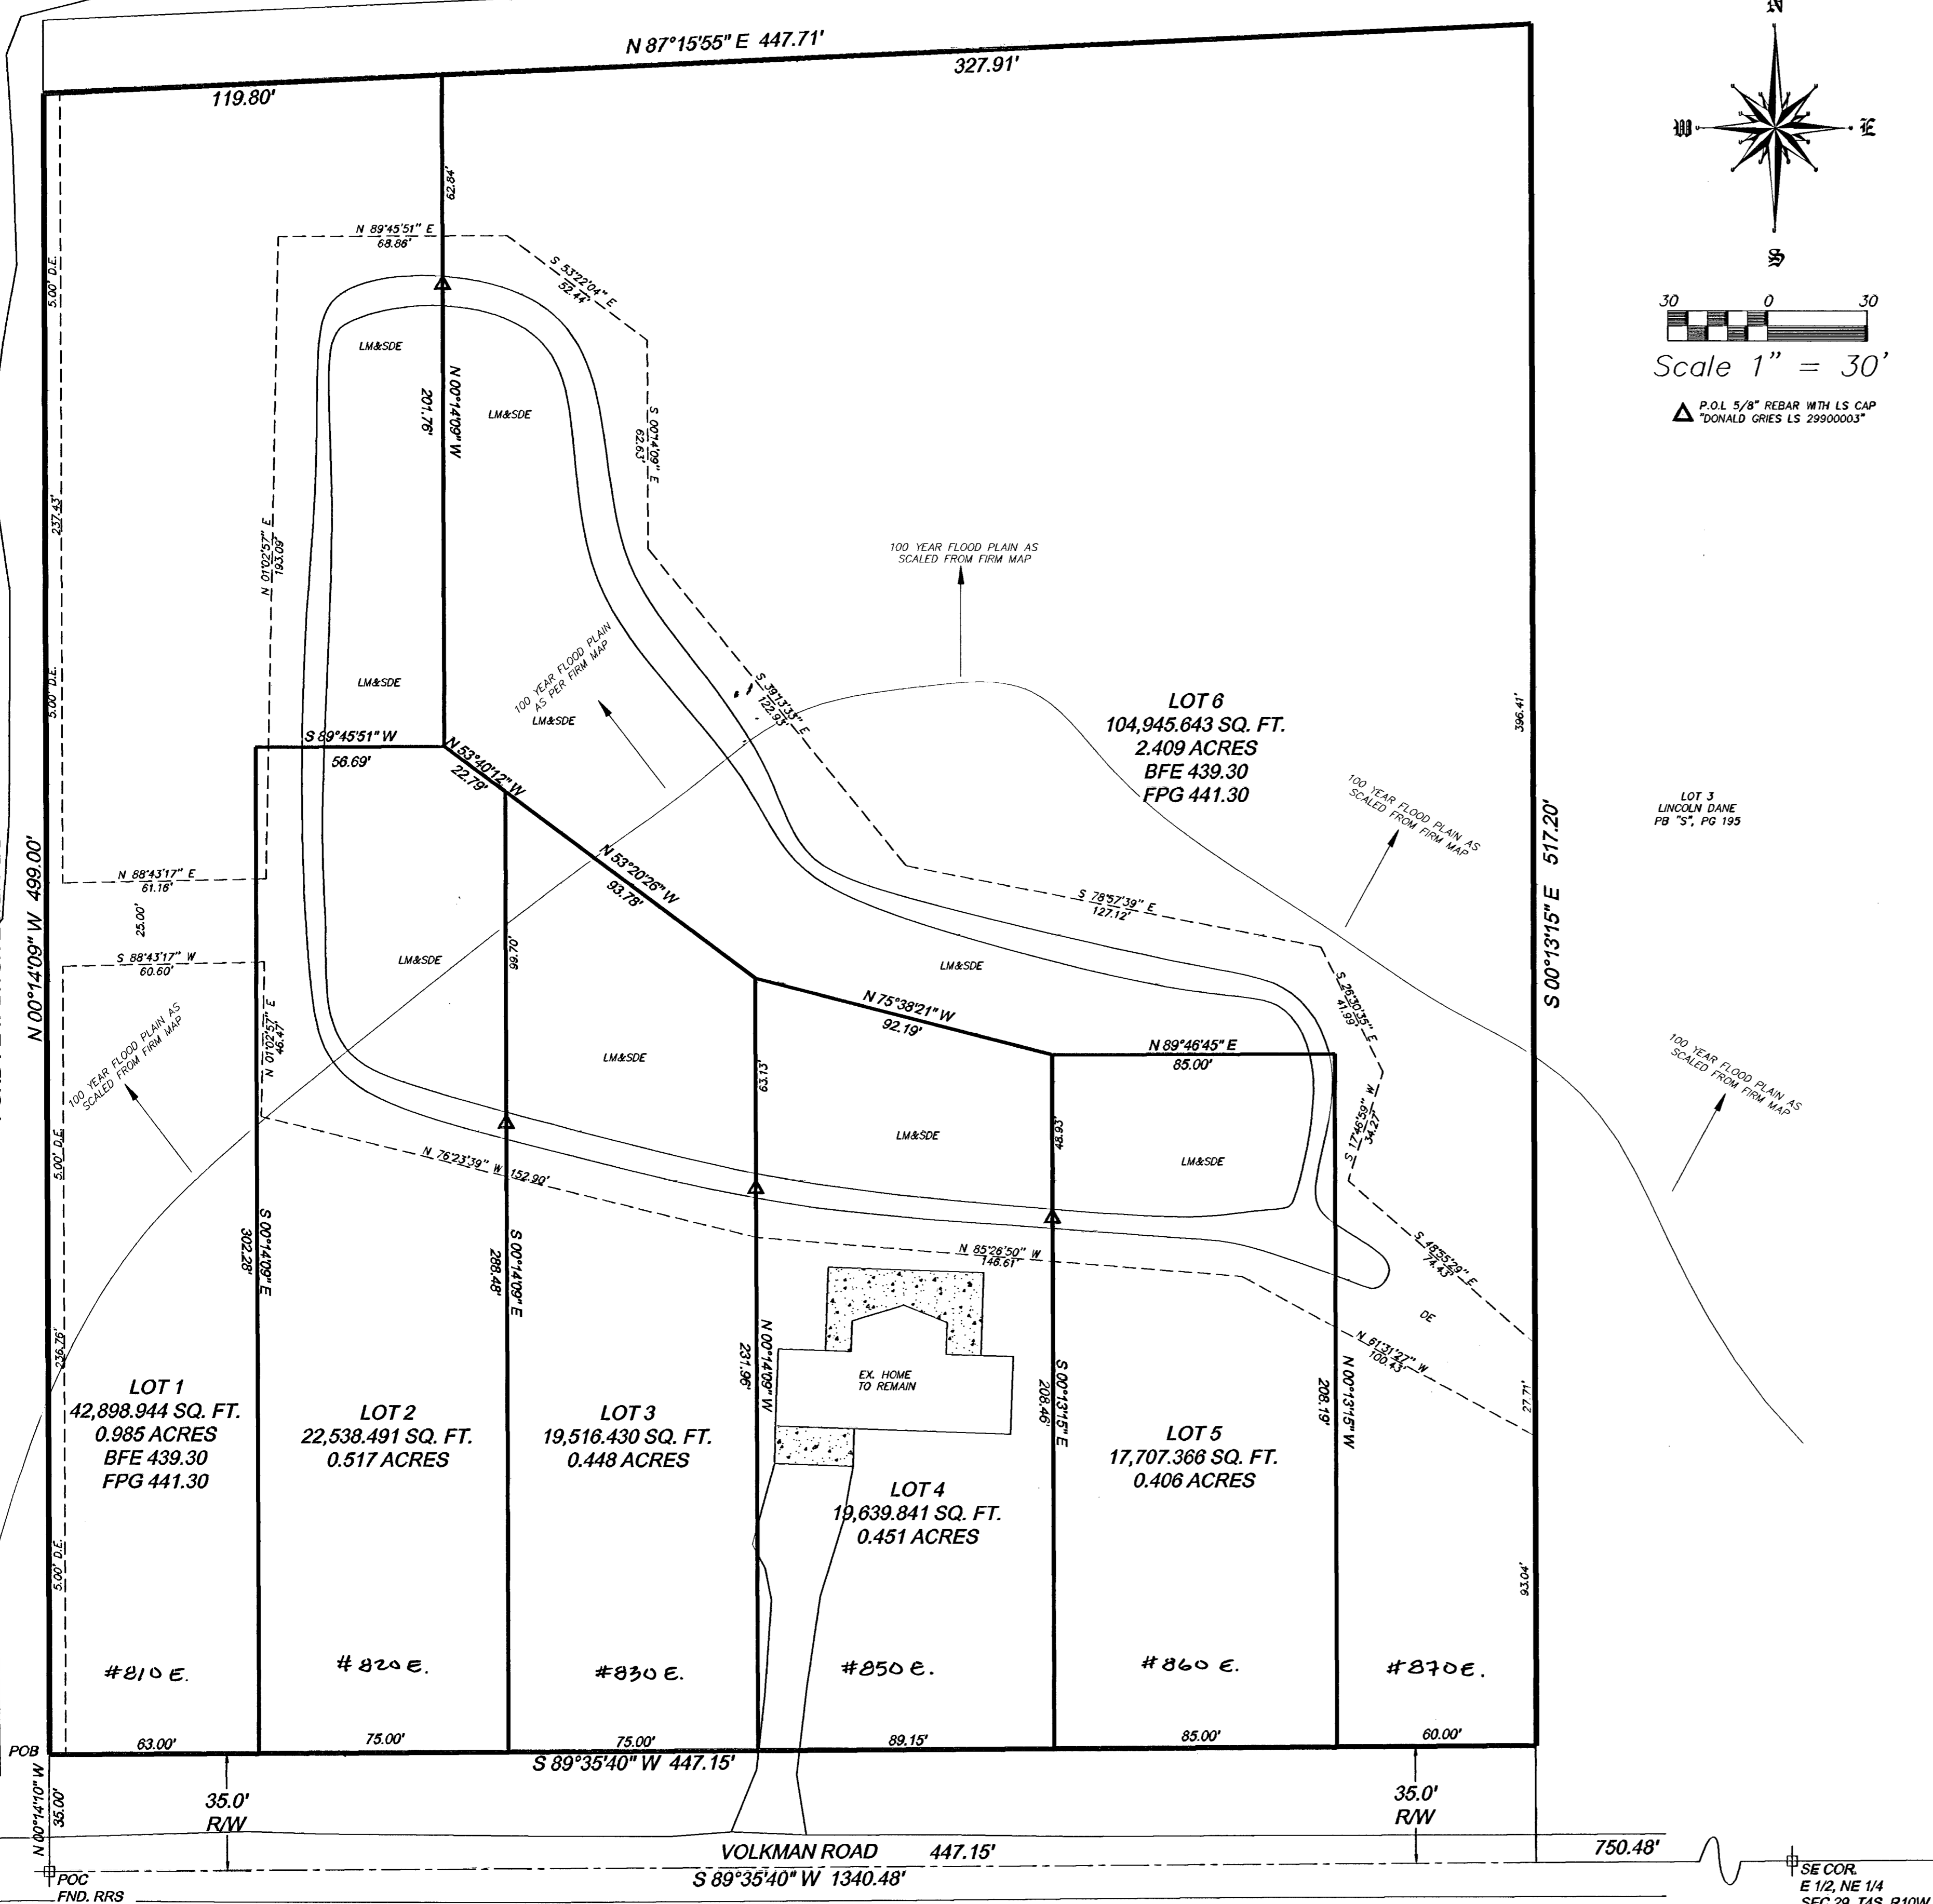 N 87°15'55" E 447.71'
119.80'
327.91'
N
W
E
S
30 0 30
Scale 1" = 30'
P.O.L 5/8" REBAR WITH LS CAP
"DONALD GRIES LS 29900003"
62.84'
N 89°45'51" E
68.86'
S 53°22'04" E
52.44'
5.00' D.E.
LM&SDE
N 00°14'09" W
201.76'
LM&SDE
S 00°14'09" E
62.63'
237.43'
N 01°02'57" E
193.09'
100 YEAR FLOOD PLAIN AS
SCALED FROM FIRM MAP
100 YEAR FLOOD PLAIN
AS PER FIRM MAP
5.00' D.E.
LM&SDE
LM&SDE
S 39°13'33" E
122.93'
LOT 6
104,945.643 SQ. FT.
2.409 ACRES
BFE 439.30
FPG 441.30
396.41'
S 89°45'51" W
56.69'
N 53°40'12" W
22.79'
100 YEAR FLOOD PLAIN AS
SCALED FROM FIRM MAP
LOT 3
LINCOLN DANE
PB "S", PG 195
N 00°14'09" W 499.00'
S 00°13'15" E 517.20'
N 53°20'26" W
93.78'
N 88°43'17" E
61.16'
25.00'
S 88°43'17" W
60.60'
S 78°57'39" E
127.12'
99.70'
LM&SDE
LM&SDE
N 75°38'21" W
92.19'
S 26°30'35" E
41.99'
N 01°02'57" E
46.47'
100 YEAR FLOOD PLAIN AS
SCALED FROM FIRM MAP
LM&SDE
63.13'
N 89°46'45" E
85.00'
100 YEAR FLOOD PLAIN AS
SCALED FROM FIRM MAP
5.00' D.E.
N 76°23'39" W 152.90'
LM&SDE
48.93'
LM&SDE
S 17°46'59" W
34.27'
S 00°14'09" E
302.28'
S 00°14'09" E
288.48'
N 85°26'50" W
146.61'
S 48°55'29" E
74.43'
DE
236.76'
N 00°14'09" W
231.96'
EX. HOME
TO REMAIN
S 00°13'15" E
208.46'
N 00°13'15" W
208.19'
N 61°31'27" W
100.43'
27.71'
LOT 1
42,898.944 SQ. FT.
0.985 ACRES
BFE 439.30
FPG 441.30
LOT 2
22,538.491 SQ. FT.
0.517 ACRES
LOT 3
19,516.430 SQ. FT.
0.448 ACRES
LOT 4
19,639.841 SQ. FT.
0.451 ACRES
LOT 5
17,707.366 SQ. FT.
0.406 ACRES
5.00' D.E.
93.04'
#810 E.
#820 E.
#830 E.
#850 E.
#860 E.
#870 E.
POB
63.00'
75.00'
75.00'
89.15'
85.00'
60.00'
S 89°35'40" W 447.15'
N 00°14'10" W
35.00'
35.0'
R/W
35.0'
R/W
VOLKMAN ROAD 447.15'
750.48'
S 89°35'40" W 1340.48'
POC
FND. RRS
SE COR.
E 1/2, NE 1/4
SEC 29, T4S, R10W